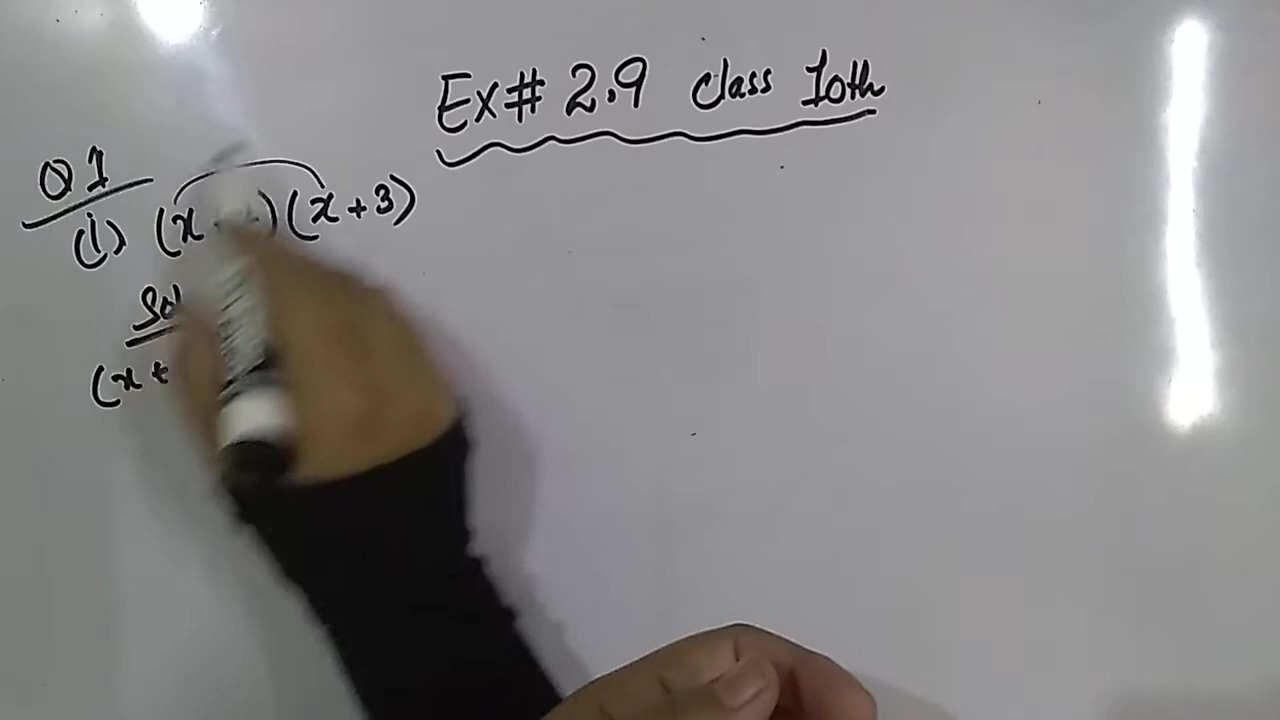 Ex# 2.9 Class 10th
Q1
(i) (x )(x+3)
(x+